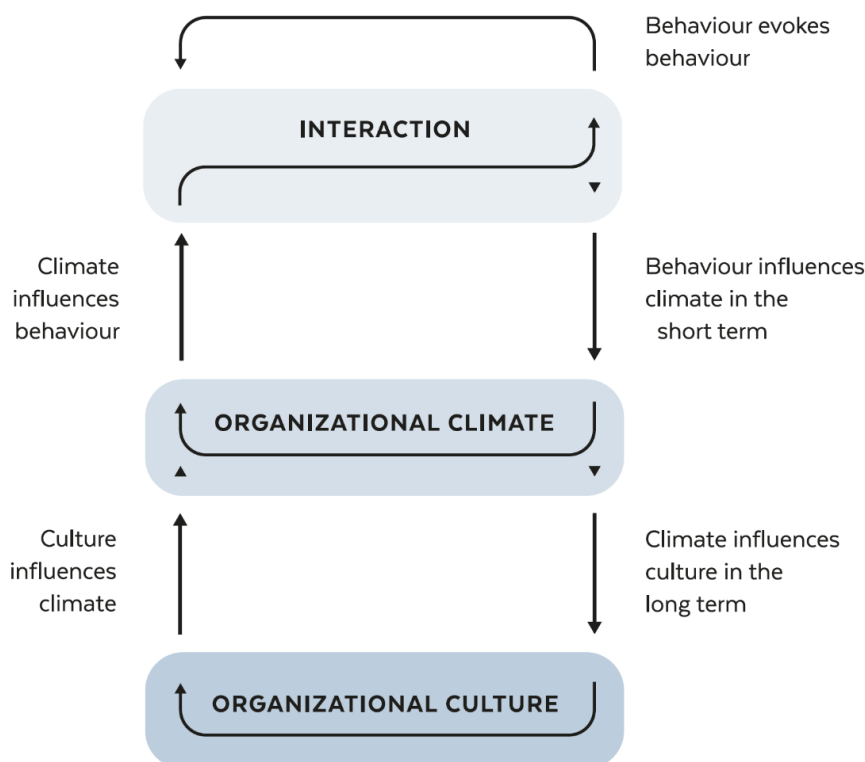 Behaviour evokes
behaviour
INTERACTION
Climate
influences
behaviour
Behaviour influences
climate in the
short term
ORGANIZATIONAL CLIMATE
Culture
influences
climate
Climate influences
culture in the
long term
ORGANIZATIONAL CULTURE